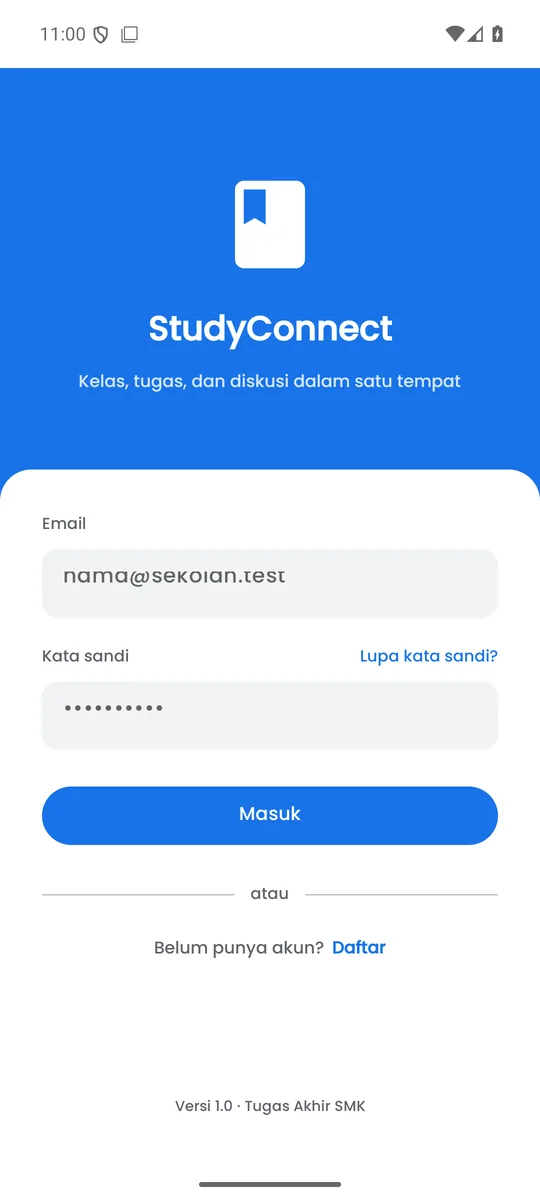 11:00
StudyConnect
Kelas, tugas, dan diskusi dalam satu tempat
Email
nama@sekolah.test
Kata sandi
Lupa kata sandi?
••••••••••
Masuk
atau
Belum punya akun? Daftar
Versi 1.0 · Tugas Akhir SMK